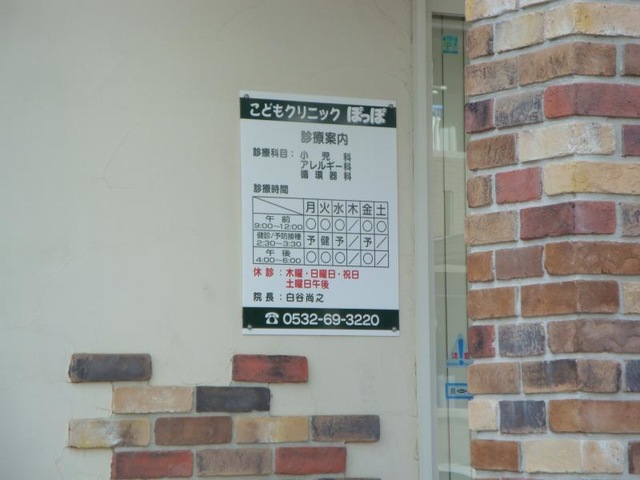 こどもクリニック ぽっぽ
診療案内
診療科目： 小児科
アレルギー科
循環器科
診療時間
月 火 水 木 金 土
午前 9:00~12:00 ○ ○ ○ ／ ○ ○
健診/予防接種 2:30~3:30 予 健 予 ／ 予 ／
午後 4:00~6:00 ○ ○ ○ ／ ○ ／
休診：木曜・日曜日・祝日
土曜日午後
院長：白谷尚之
☎ 0532-69-3220
注意